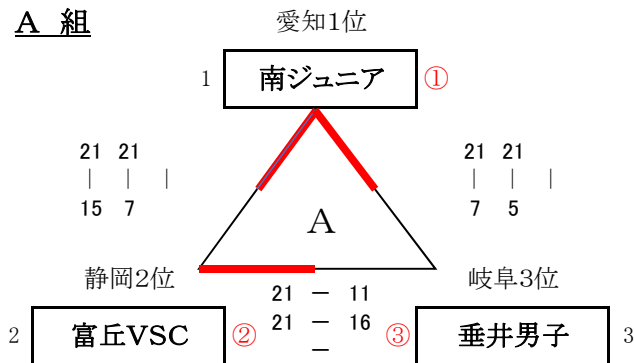 A 組
愛知1位
1 南ジュニア ①
21 21
| | |
15 7
21 21
| | |
7 5
A
静岡2位
岐阜3位
21 － 11
21 － 16
－
2 富丘VSC ②
③ 垂井男子 3